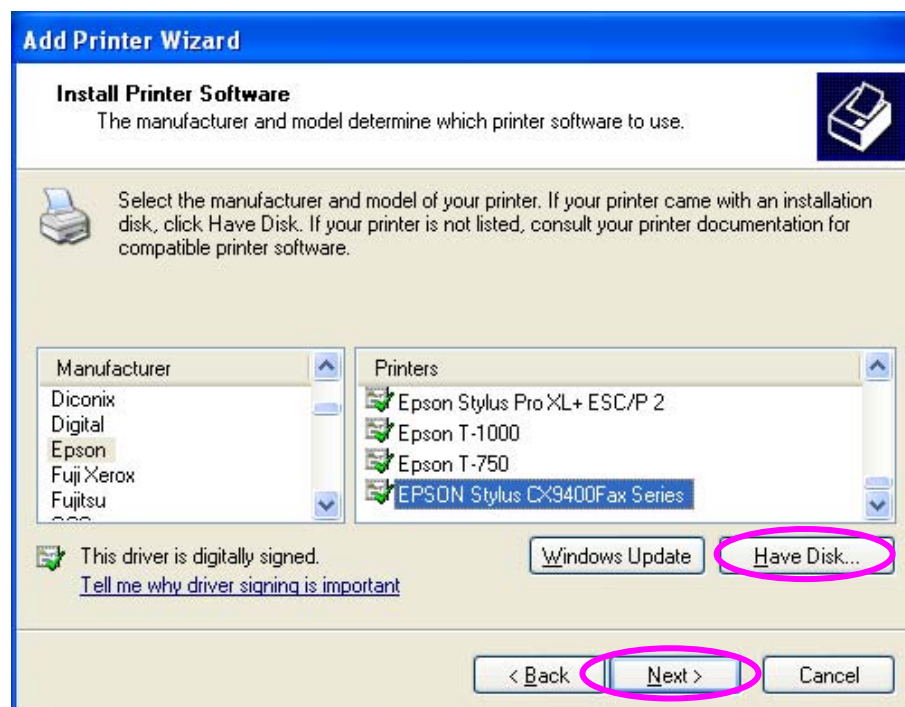 Add Printer Wizard
Install Printer Software
The manufacturer and model determine which printer software to use.
Select the manufacturer and model of your printer. If your printer came with an installation
disk, click Have Disk. If your printer is not listed, consult your printer documentation for
compatible printer software.
Manufacturer
Diconix
Digital
Epson
Fuji Xerox
Fujitsu
Printers
Epson Stylus Pro XL+ ESC/P 2
Epson T-1000
Epson T-750
EPSON Stylus CX9400Fax Series
This driver is digitally signed.
Tell me why driver signing is important
Windows Update
Have Disk...
< Back
Next >
Cancel